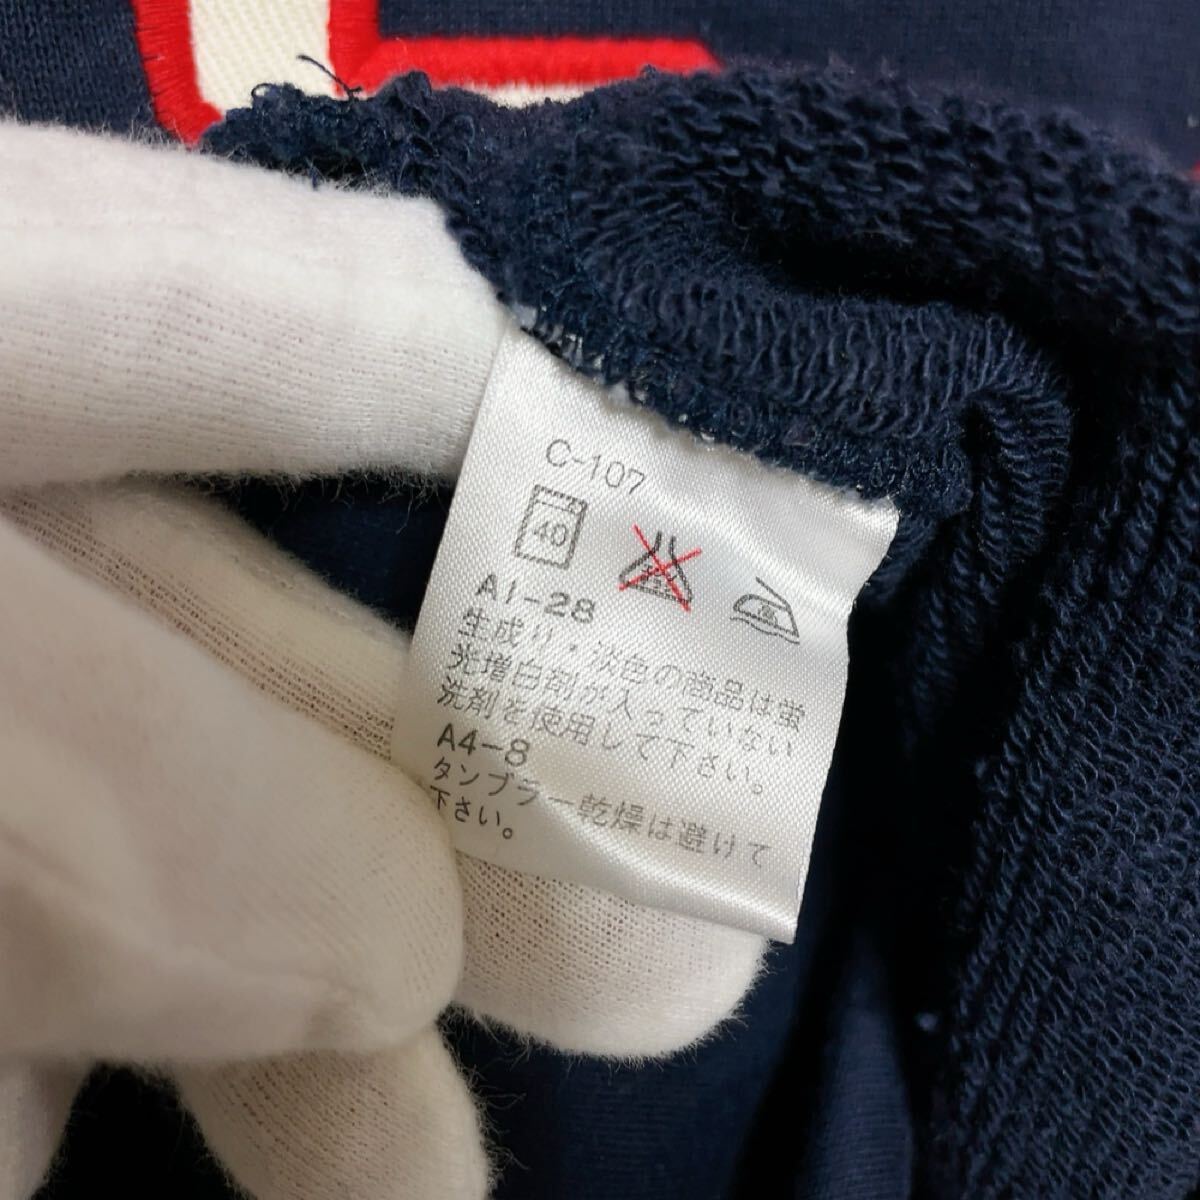 C-107
40
A1-28
生成り・淡色の商品は蛍
光増白剤が入っていない
洗剤を使用して下さい。
A4-8
タンブラー乾燥は避けて
下さい。